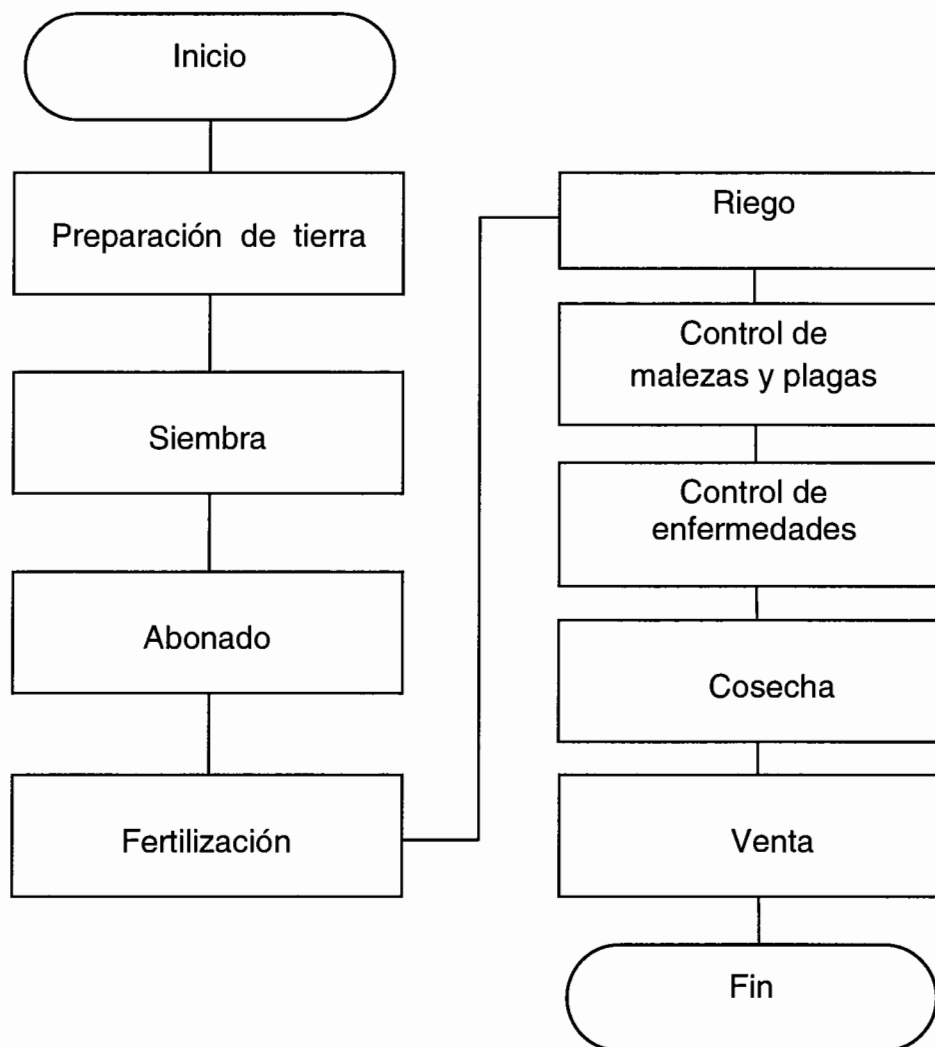 Inicio
Preparación de tierra
Siembra
Abonado
Fertilización
Riego
Control de
malezas y plagas
Control de
enfermedades
Cosecha
Venta
Fin